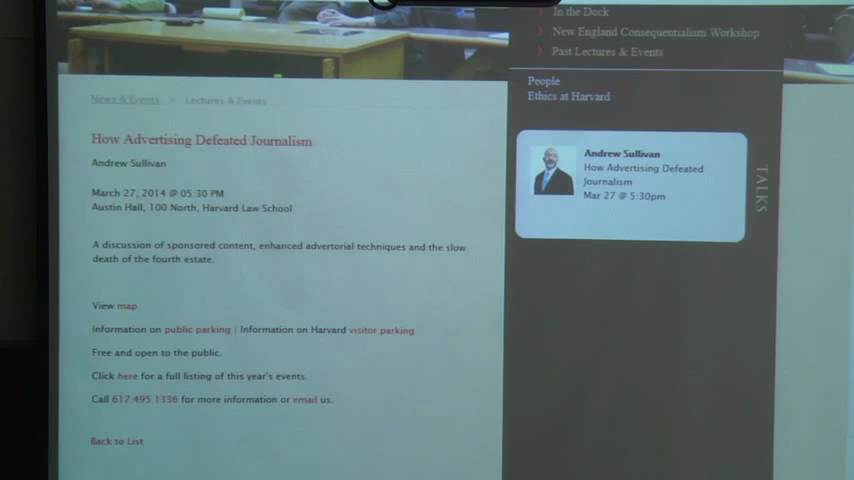 In the Dock
New England Consequentialism Workshop
Past Lectures & Events
People
Ethics at Harvard
News & Events > Lectures & Events
How Advertising Defeated Journalism
Andrew Sullivan
March 27, 2014 @ 05:30 PM
Austin Hall, 100 North, Harvard Law School
A discussion of sponsored content, enhanced advertorial techniques and the slow
death of the fourth estate.
View map
Information on public parking | Information on Harvard visitor parking
Free and open to the public.
Click here for a full listing of this year's events.
Call 617.495.1336 for more information or email us.
Back to List
Andrew Sullivan
How Advertising Defeated
Journalism
Mar 27 @ 5:30pm
TALKS